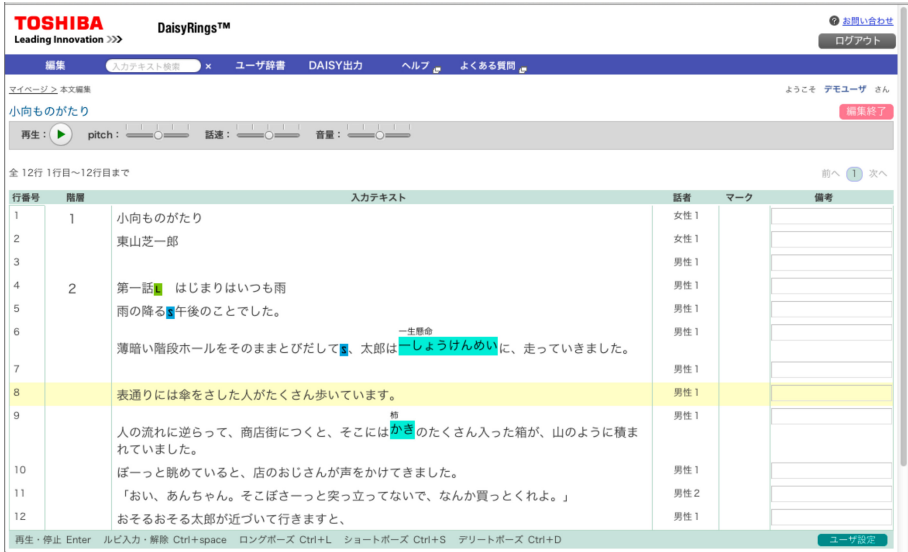 TOSHIBA
Leading Innovation >>>
DaisyRings™
? お問い合わせ
ログアウト
編集 入力テキスト検索 × ユーザ辞書 DAISY出力 ヘルプ よくある質問
マイページ > 本文編集
ようこそ デモユーザ さん
小向ものがたり
編集終了
再生： pitch： 話速： 音量：
全 12行 1行目〜12行目まで
前へ 1 次へ
行番号 階層 入力テキスト 話者 マーク 備考
1 1 小向ものがたり 女性 1
2 東山芝一郎 女性 1
3 男性 1
4 2 第一話L はじまりはいつも雨 男性 1
5 雨の降るS午後のことでした。 男性 1
一生懸命
6 薄暗い階段ホールをそのままとびだしてS、太郎は一しょうけんめいに、走っていきました。 男性 1
7 男性 1
8 表通りには傘をさした人がたくさん歩いています。 男性 1
柿
9 人の流れに逆らって、商店街につくと、そこにはかきのたくさん入った箱が、山のように積ま 男性 1
れていました。
10 ぼーっと眺めていると、店のおじさんが声をかけてきました。 男性 1
11 「おい、あんちゃん。そこぼさーっと突っ立ってないで、なんか買っとくれよ。」 男性 2
12 おそるおそる太郎が近づいて行きますと、 男性 1
再生・停止 Enter ルビ入力・解除 Ctrl+space ロングポーズ Ctrl+L ショートポーズ Ctrl+S デリートポーズ Ctrl+D
ユーザ設定